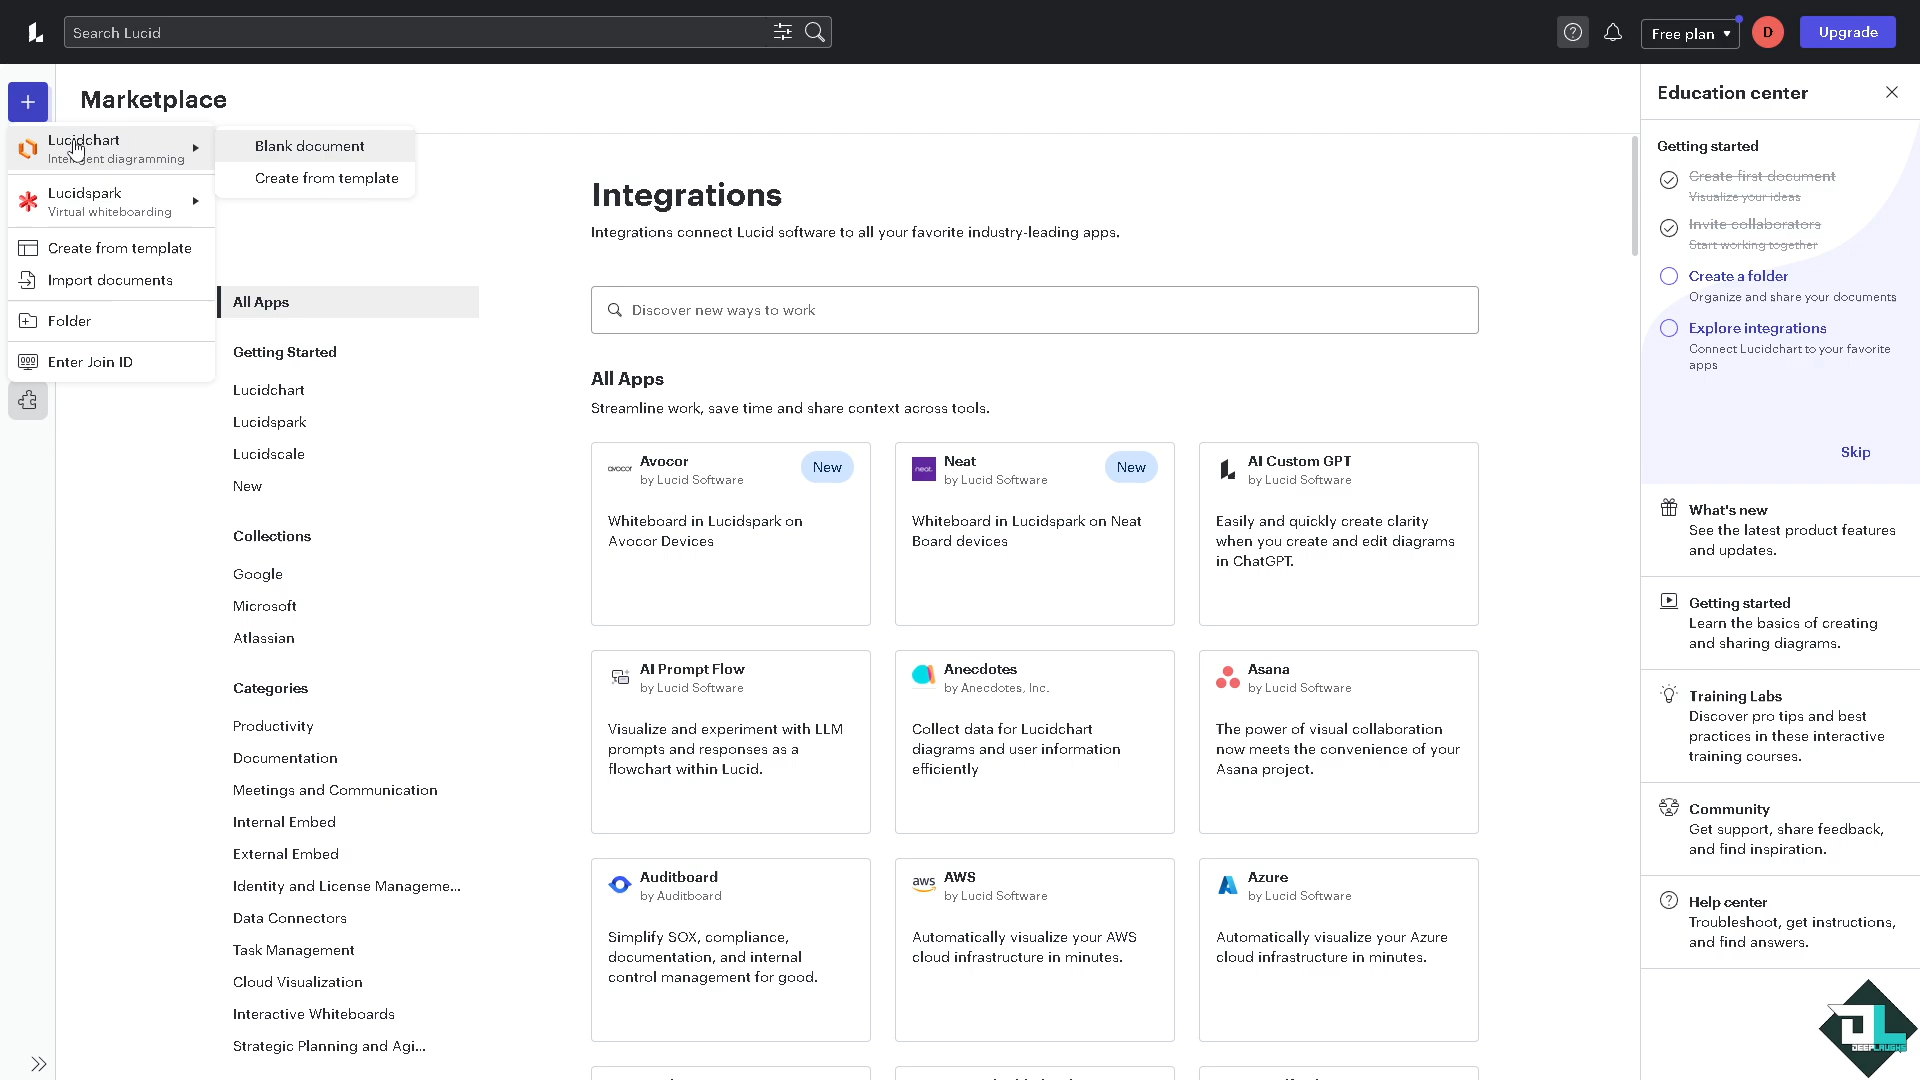 Search Lucid
Free plan
D
Upgrade
Marketplace
Lucidchart
Intelligent diagramming
Blank document
Create from template
Lucidspark
Virtual whiteboarding
Create from template
Import documents
Folder
Enter Join ID
All Apps
Getting Started
Lucidchart
Lucidspark
Lucidscale
New
Collections
Google
Microsoft
Atlassian
Categories
Productivity
Documentation
Meetings and Communication
Internal Embed
External Embed
Identity and License Manageme...
Data Connectors
Task Management
Cloud Visualization
Interactive Whiteboards
Strategic Planning and Agi...
Integrations
Integrations connect Lucid software to all your favorite industry-leading apps.
Discover new ways to work
All Apps
Streamline work, save time and share context across tools.
avocor
Avocor
by Lucid Software
New
Whiteboard in Lucidspark on
Avocor Devices
neat.
Neat
by Lucid Software
New
Whiteboard in Lucidspark on Neat
Board devices
AI Custom GPT
by Lucid Software
Easily and quickly create clarity
when you create and edit diagrams
in ChatGPT.
AI Prompt Flow
by Lucid Software
Visualize and experiment with LLM
prompts and responses as a
flowchart within Lucid.
Anecdotes
by Anecdotes, Inc.
Collect data for Lucidchart
diagrams and user information
efficiently
Asana
by Lucid Software
The power of visual collaboration
now meets the convenience of your
Asana project.
Auditboard
by Auditboard
Simplify SOX, compliance,
documentation, and internal
control management for good.
aws
AWS
by Lucid Software
Automatically visualize your AWS
cloud infrastructure in minutes.
Azure
by Lucid Software
Automatically visualize your Azure
cloud infrastructure in minutes.
Education center
Getting started
Create first document
Visualize your ideas
Invite collaborators
Start working together
Create a folder
Organize and share your documents
Explore integrations
Connect Lucidchart to your favorite
apps
Skip
What's new
See the latest product features
and updates.
Getting started
Learn the basics of creating
and sharing diagrams.
Training Labs
Discover pro tips and best
practices in these interactive
training courses.
Community
Get support, share feedback,
and find inspiration.
Help center
Troubleshoot, get instructions,
and find answers.
DEEPLAUGHS